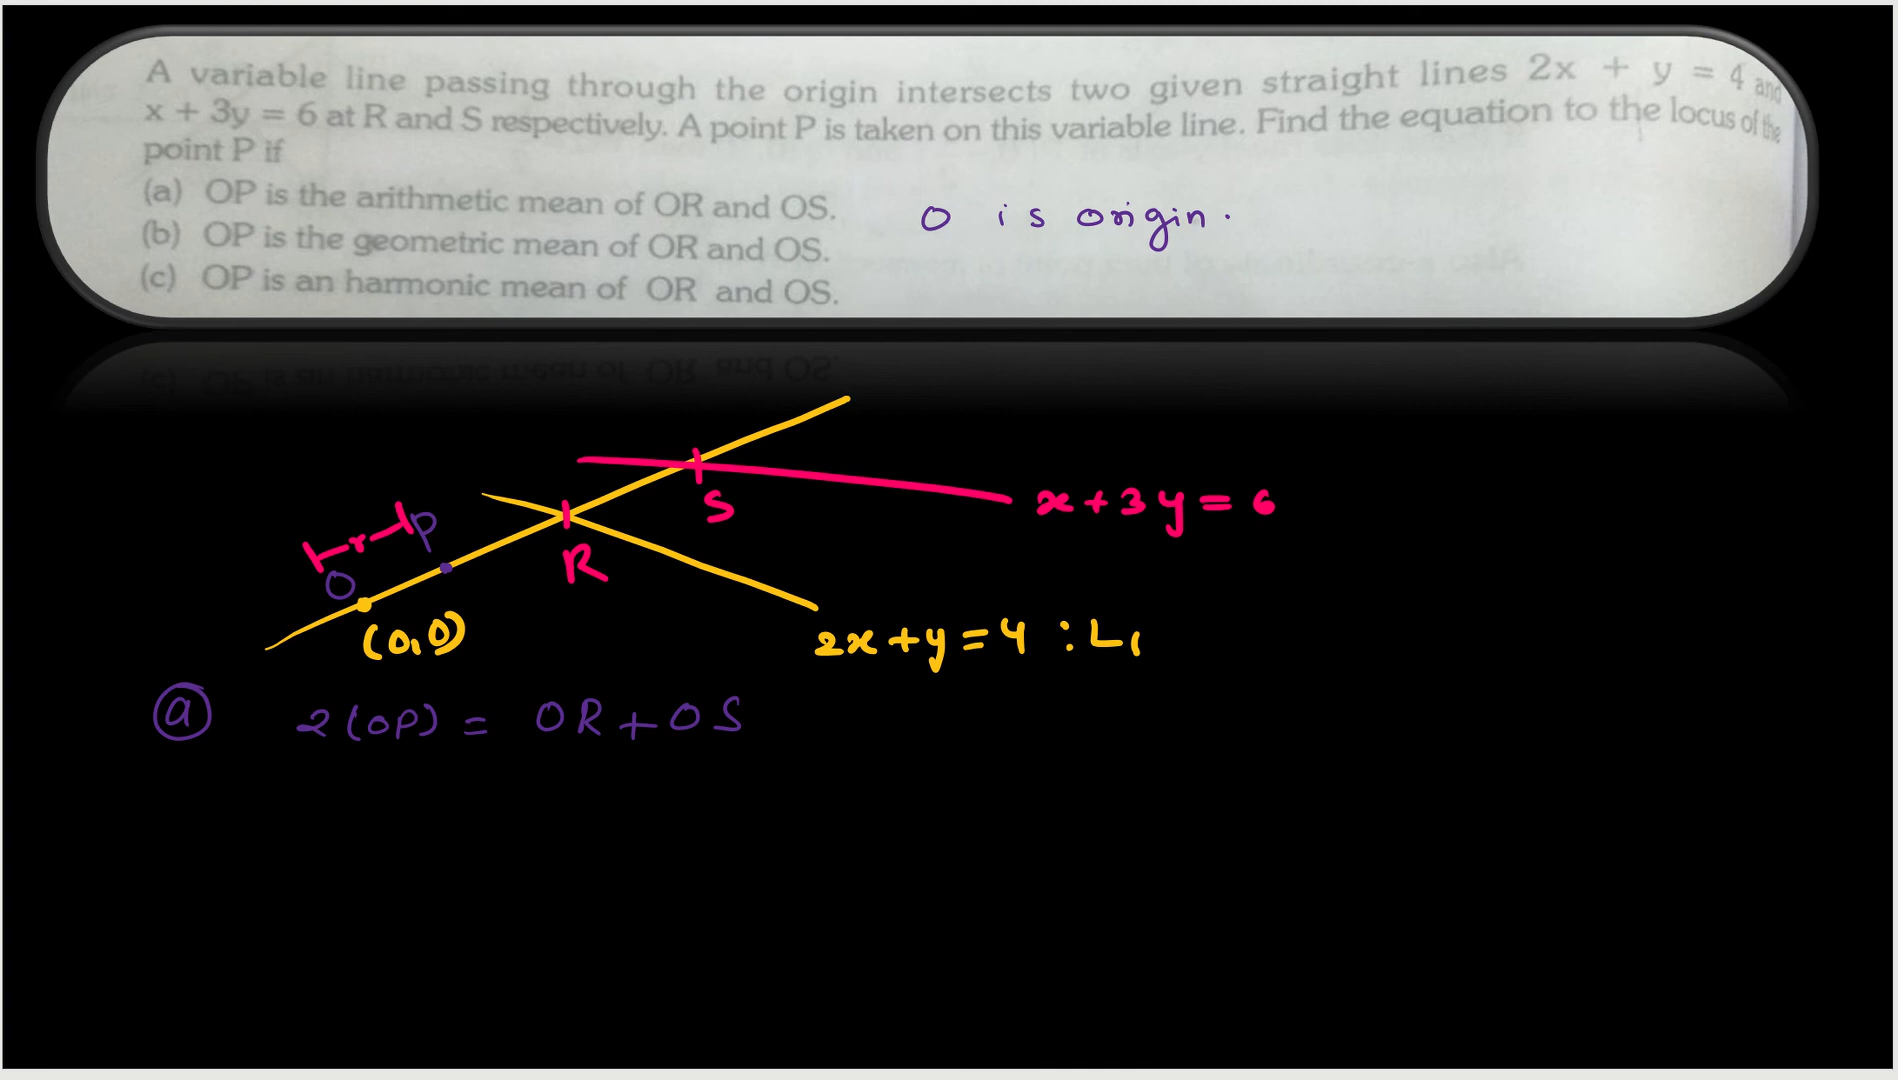 A variable line passing through the origin intersects two given straight lines 2x + y = 4 and
x + 3y = 6 at R and S respectively. A point P is taken on this variable line. Find the equation to the locus of the
point P if
(a) OP is the arithmetic mean of OR and OS.
(b) OP is the geometric mean of OR and OS.
(c) OP is an harmonic mean of OR and OS.
O is origin.
S
x+3y=6
P
r
O
R
(0,0)
2x+y=4 : L1
(a) 2(OP) = OR+OS